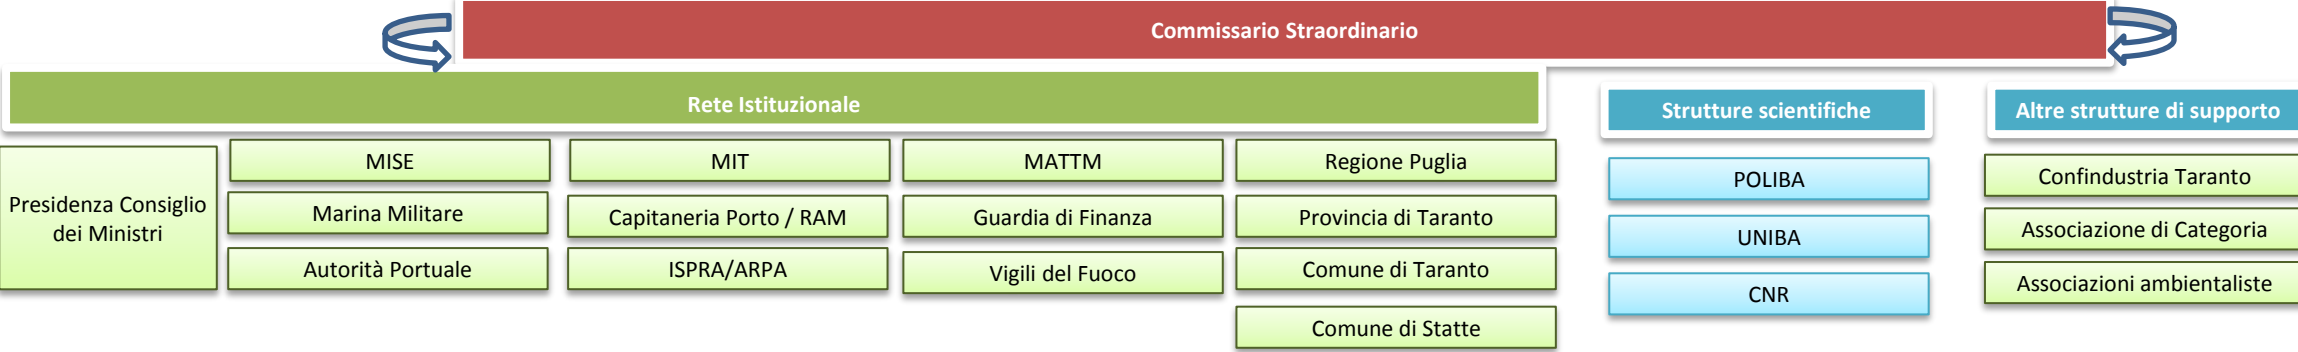 Commissario Straordinario
Rete Istituzionale
Strutture scientifiche
Altre strutture di supporto
Presidenza Consiglio
dei Ministri
MISE
Marina Militare
Autorità Portuale
MIT
Capitaneria Porto / RAM
ISPRA/ARPA
MATTM
Guardia di Finanza
Vigili del Fuoco
Regione Puglia
Provincia di Taranto
Comune di Taranto
Comune di Statte
POLIBA
UNIBA
CNR
Confindustria Taranto
Associazione di Categoria
Associazioni ambientaliste